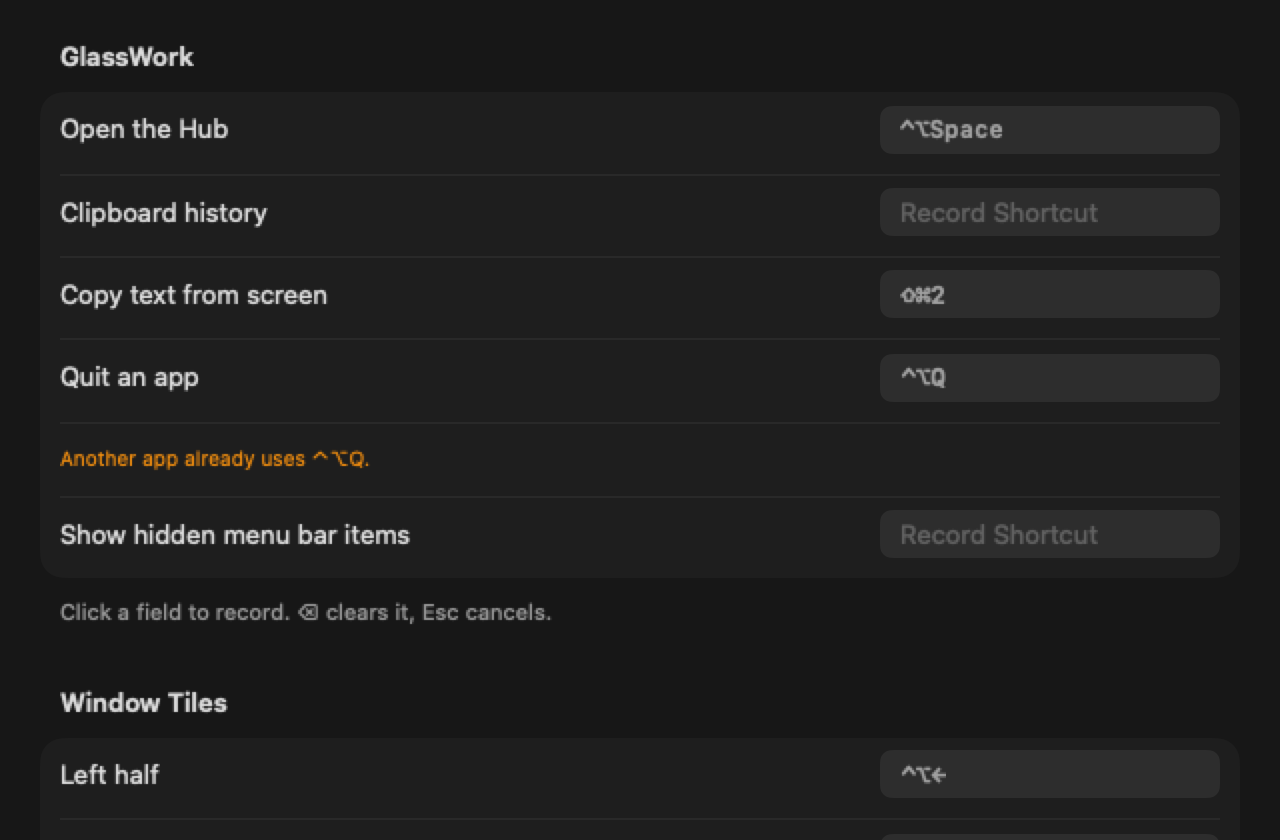 GlassWork
Open the Hub ^⌥Space
Clipboard history Record Shortcut
Copy text from screen ⇧⌘2
Quit an app ^⌥Q
Another app already uses ^⌥Q.
Show hidden menu bar items Record Shortcut
Click a field to record. ⌫ clears it, Esc cancels.
Window Tiles
Left half ^⌥←